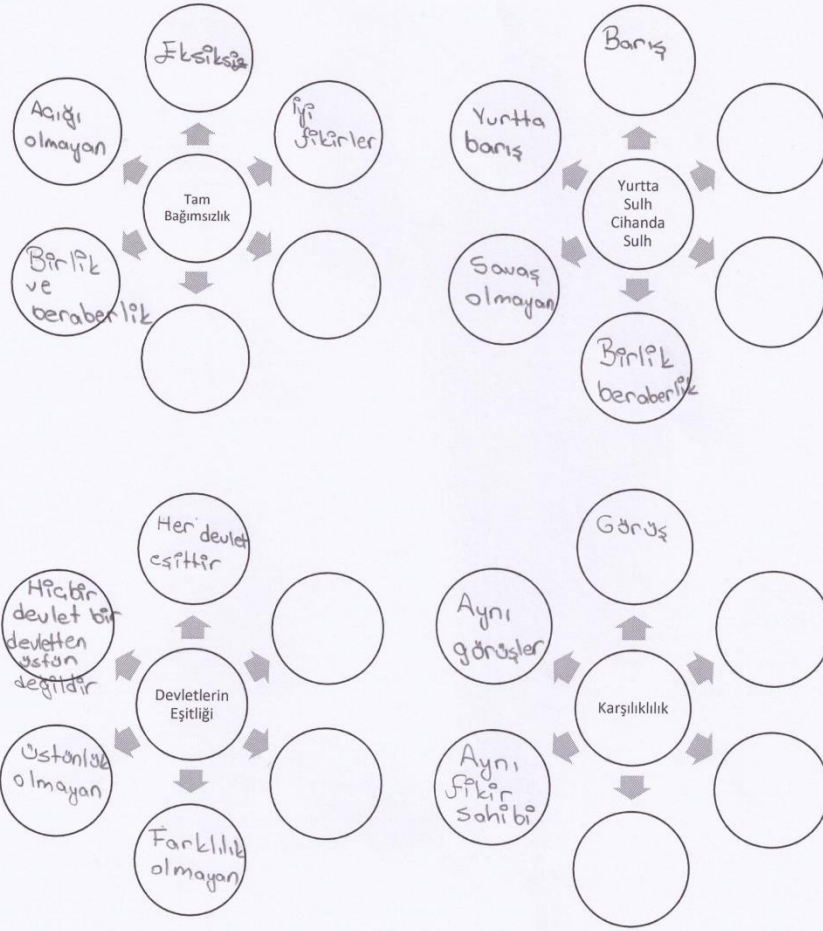 Eksiksiz
Açığı
olmayan
İyi
fikirler
Tam
Bağımsızlık
Birlik
ve
beraberlik
Barış
Yurtta
barış
Yurtta
Sulh
Cihanda
Sulh
Savaş
olmayan
Birlik
beraberlik
Her devlet
eşittir
Hiçbir
devlet bir
devletten
üstün
değildir
Devletlerin
Eşitliği
Üstünlük
olmayan
Farklılık
olmayan
Görüş
Aynı
görüşler
Karşılıklılık
Aynı
fikir
sahibi